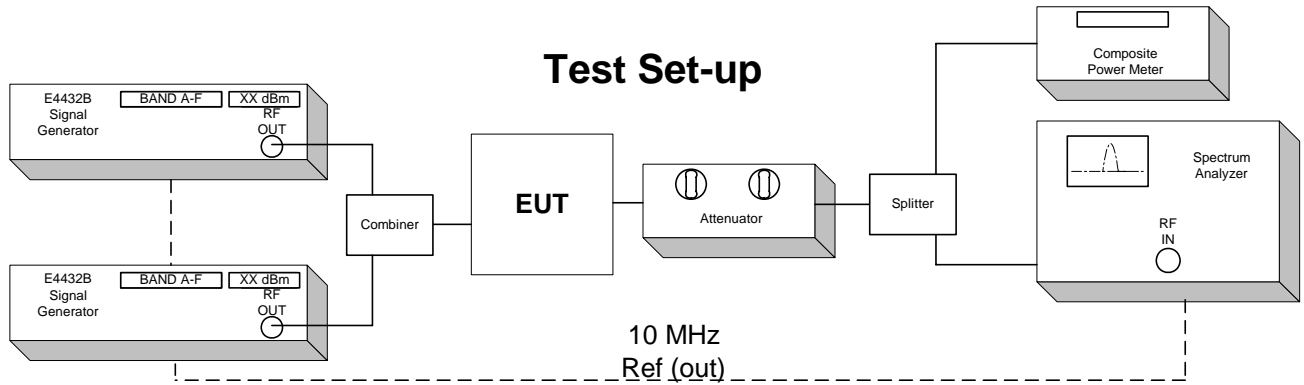 Test Set-up
E4432B
Signal
Generator
BAND A-F
XX dBm
RF
OUT
E4432B
Signal
Generator
BAND A-F
XX dBm
RF
OUT
Combiner
EUT
Attenuator
Splitter
Composite
Power Meter
Spectrum
Analyzer
RF
IN
10 MHz
Ref (out)